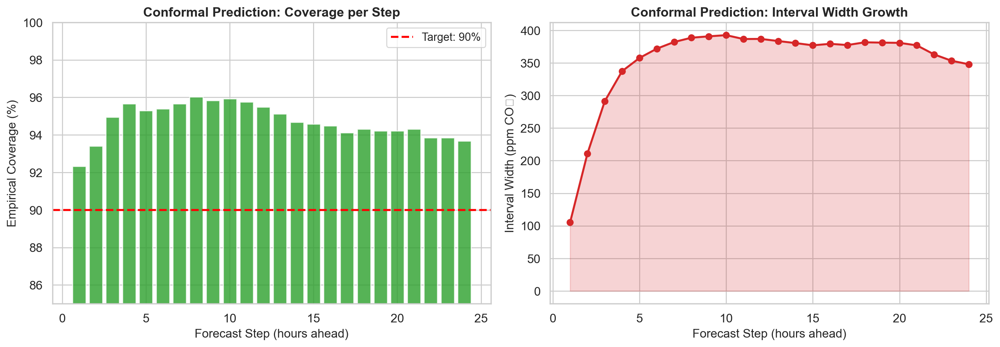 Conformal Prediction: Coverage per Step
100
98
96
94
92
90
88
86
Empirical Coverage (%)
Target: 90%
0 5 10 15 20 25
Forecast Step (hours ahead)
Conformal Prediction: Interval Width Growth
400
350
300
250
200
150
100
50
0
Interval Width (ppm CO□)
0 5 10 15 20 25
Forecast Step (hours ahead)